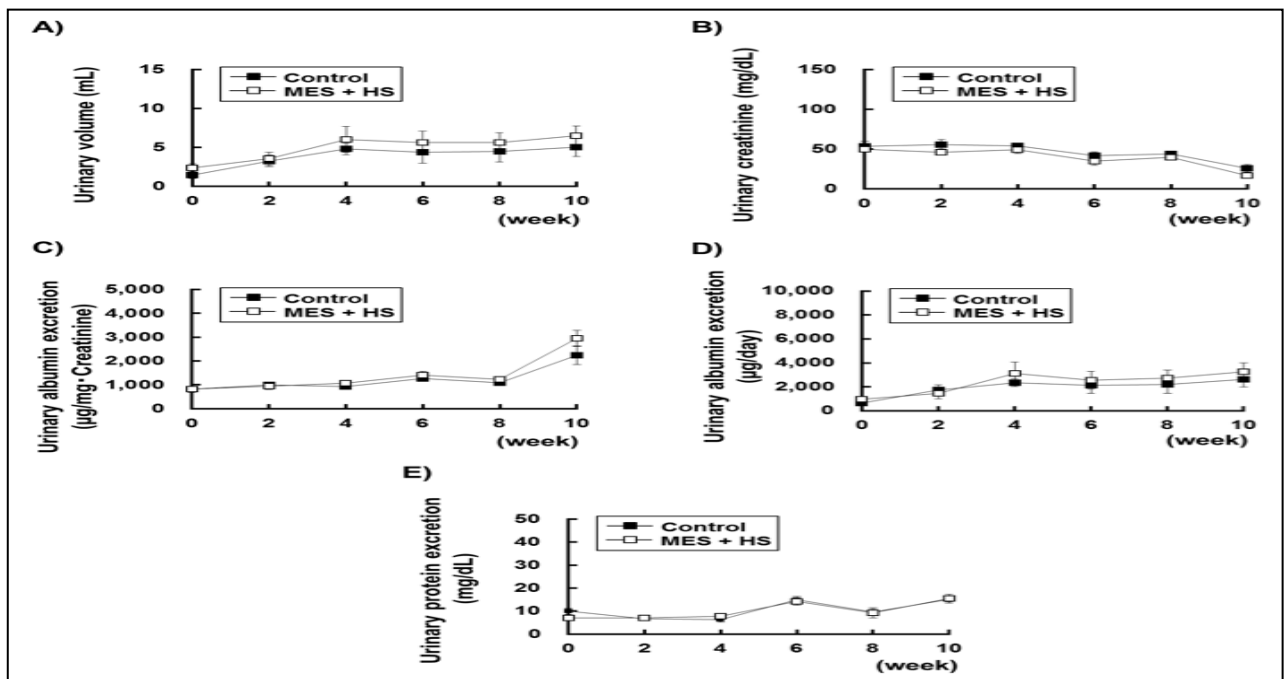 A)
Urinary volume (mL)
15
10
5
0
Control
MES + HS
0 2 4 6 8 10
(week)
B)
Urinary creatinine (mg/dL)
150
100
50
0
Control
MES + HS
0 2 4 6 8 10
(week)
C)
Urinary albumin excretion
(µg/mg·Creatinine)
5,000
4,000
3,000
2,000
1,000
0
Control
MES + HS
0 2 4 6 8 10
(week)
D)
Urinary albumin excretion
(µg/day)
10,000
8,000
6,000
4,000
2,000
0
Control
MES + HS
0 2 4 6 8 10
(week)
E)
Urinary protein excretion
(mg/dL)
50
40
30
20
10
0
Control
MES + HS
0 2 4 6 8 10
(week)